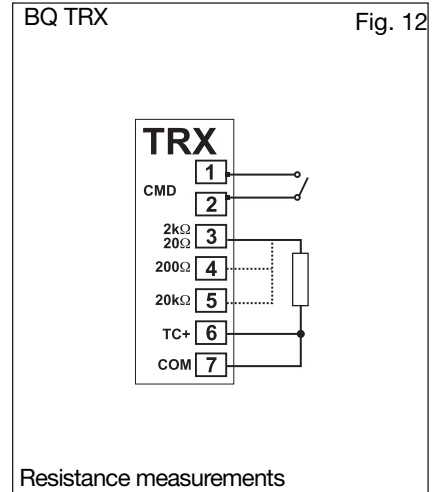 BQ TRX
Fig. 12
TRX
1
CMD
2
2kΩ
20Ω
3
200Ω 4
20kΩ 5
TC+ 6
COM 7
Resistance measurements